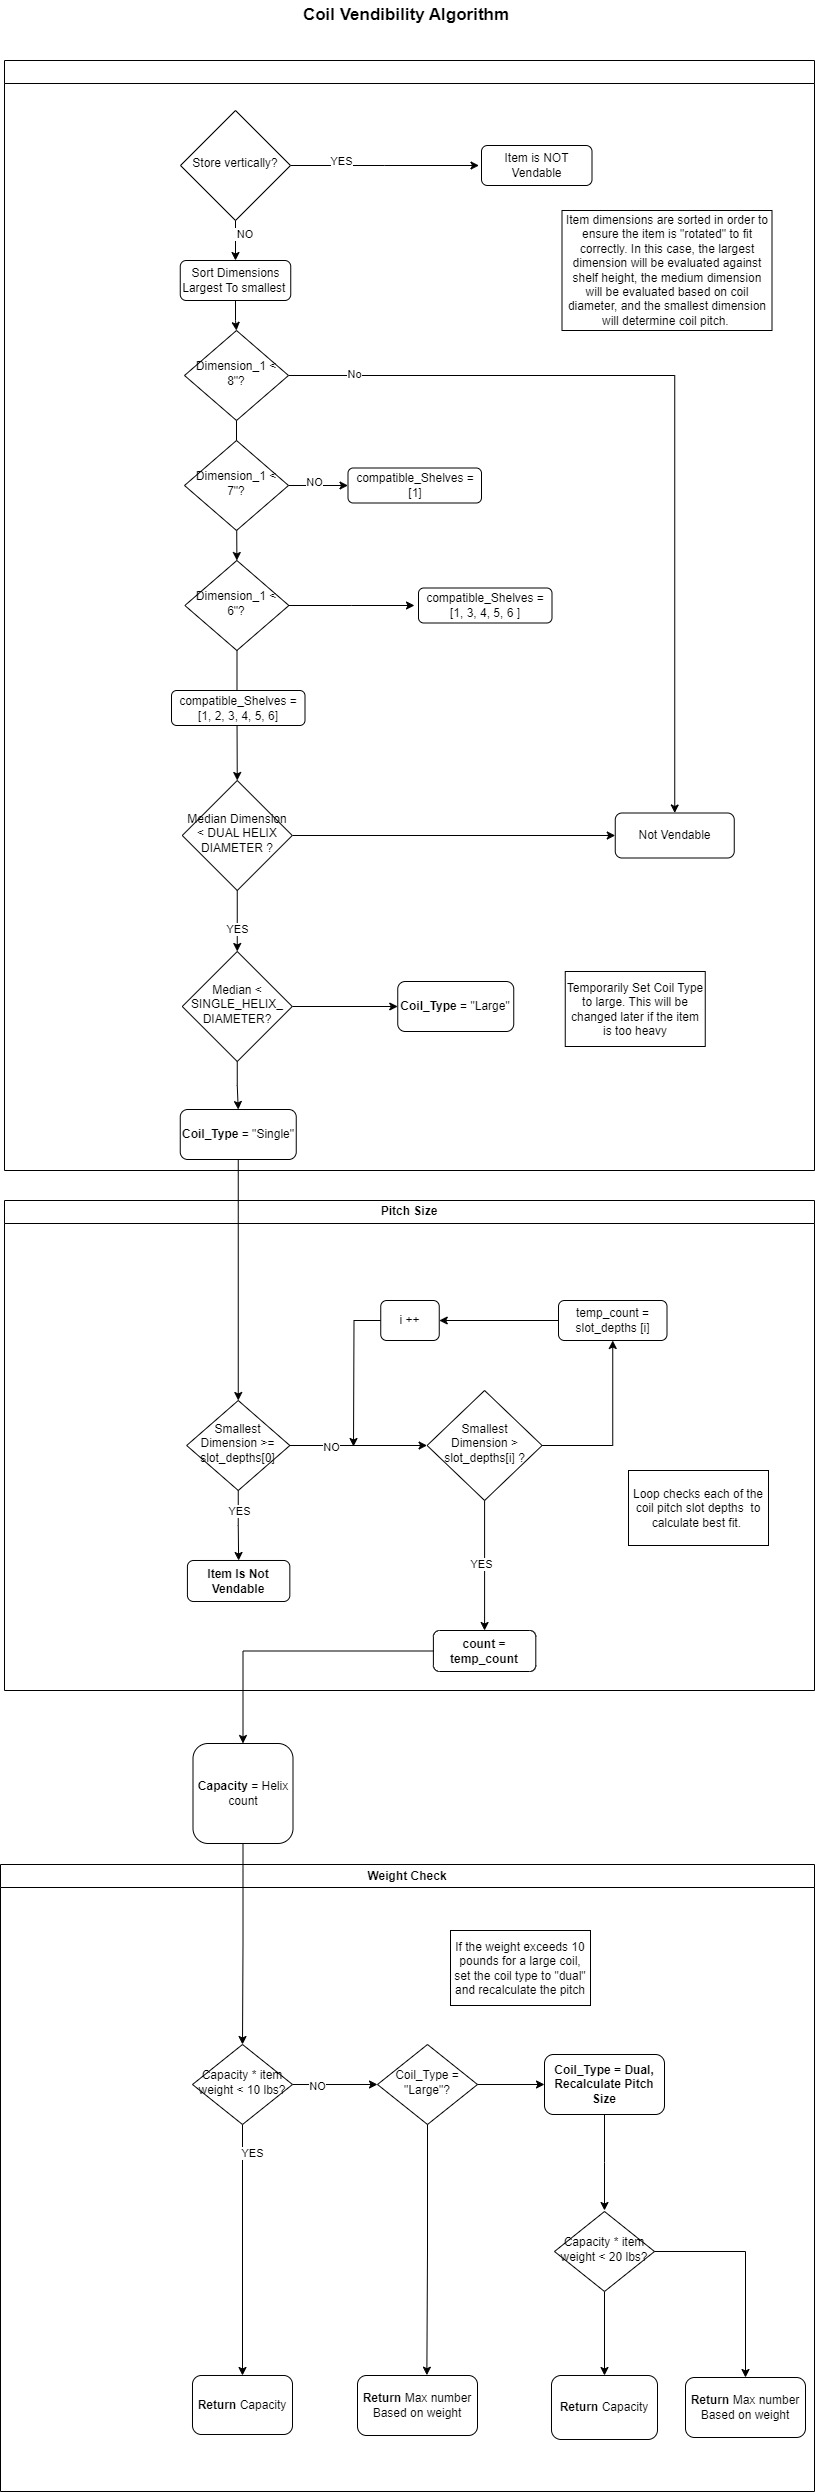 Coil Vendibility Algorithm
Store vertically?
YES
Item is NOT
Vendable
NO
Item dimensions are sorted in order to
ensure the item is "rotated" to fit
correctly. In this case, the largest
dimension will be evaluated against
shelf height, the medium dimension
will be evaluated based on coil
diameter, and the smallest dimension
will determine coil pitch.
Sort Dimensions
Largest To smallest
Dimension_1 <
8"?
No
Dimension_1 <
7"?
NO
compatible_Shelves =
[1]
Dimension_1 <
6"?
compatible_Shelves =
[1, 3, 4, 5, 6 ]
compatible_Shelves =
[1, 2, 3, 4, 5, 6]
Median Dimension
< DUAL HELIX
DIAMETER ?
Not Vendable
YES
Median <
SINGLE_HELIX_
DIAMETER?
Coil_Type = "Large"
Temporarily Set Coil Type
to large. This will be
changed later if the item
is too heavy
Coil_Type = "Single"
Pitch Size
i ++
temp_count =
slot_depths [i]
Smallest
Dimension >=
slot_depths[0]
NO
Smallest
Dimension >
slot_depths[i] ?
Loop checks each of the
coil pitch slot depths to
calculate best fit.
YES
Item Is Not
Vendable
YES
count =
temp_count
Capacity = Helix
count
Weight Check
If the weight exceeds 10
pounds for a large coil,
set the coil type to "dual"
and recalculate the pitch
Capacity * item
weight < 10 lbs?
NO
Coil_Type =
"Large"?
Coil_Type = Dual,
Recalculate Pitch
Size
YES
Capacity * item
weight < 20 lbs?
Return Capacity
Return Max number
Based on weight
Return Capacity
Return Max number
Based on weight